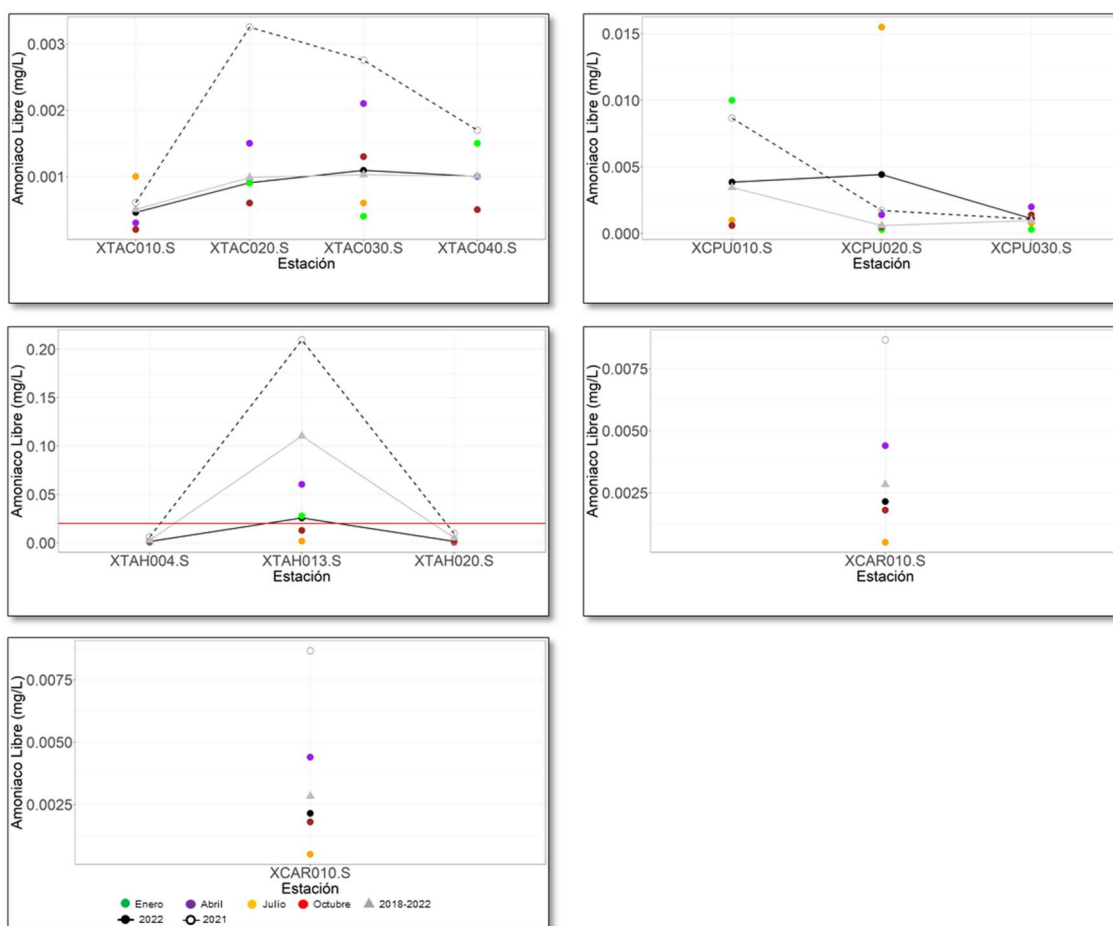 Amoniaco Libre (mg/L)
0.003
0.002
0.001
XTAC010.S XTAC020.S XTAC030.S XTAC040.S
Estación
Amoniaco Libre (mg/L)
0.015
0.010
0.005
0.000
XCPU010.S XCPU020.S XCPU030.S
Estación
Amoniaco Libre (mg/L)
0.20
0.15
0.10
0.05
0.00
XTAH004.S XTAH013.S XTAH020.S
Estación
Amoniaco Libre (mg/L)
0.0075
0.0050
0.0025
XCAR010.S
Estación
Amoniaco Libre (mg/L)
0.0075
0.0050
0.0025
XCAR010.S
Estación
Enero Abril Julio Octubre 2018-2022
2022 2021